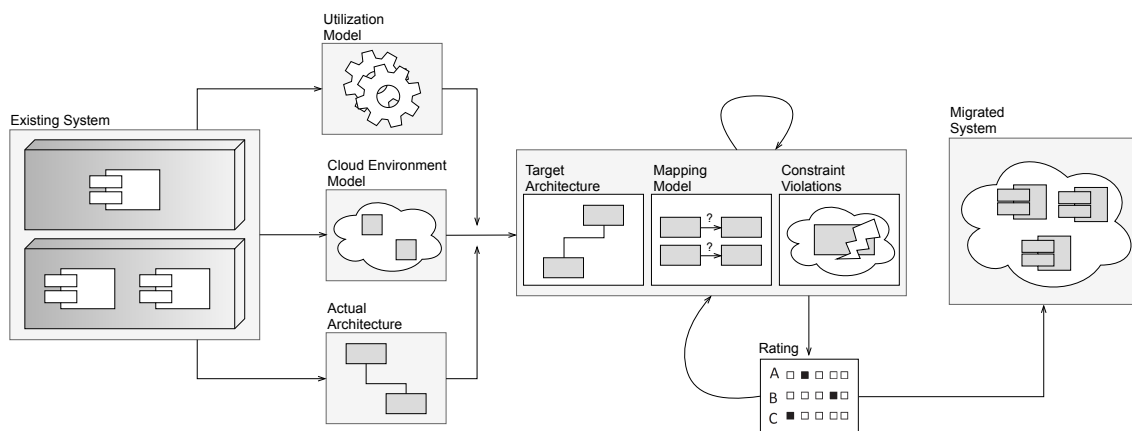 Utilization
Model
Existing System
Cloud Environment
Model
Actual
Architecture
Target
Architecture
Mapping
Model
?
?
Constraint
Violations
Rating
A
B
C
Migrated
System